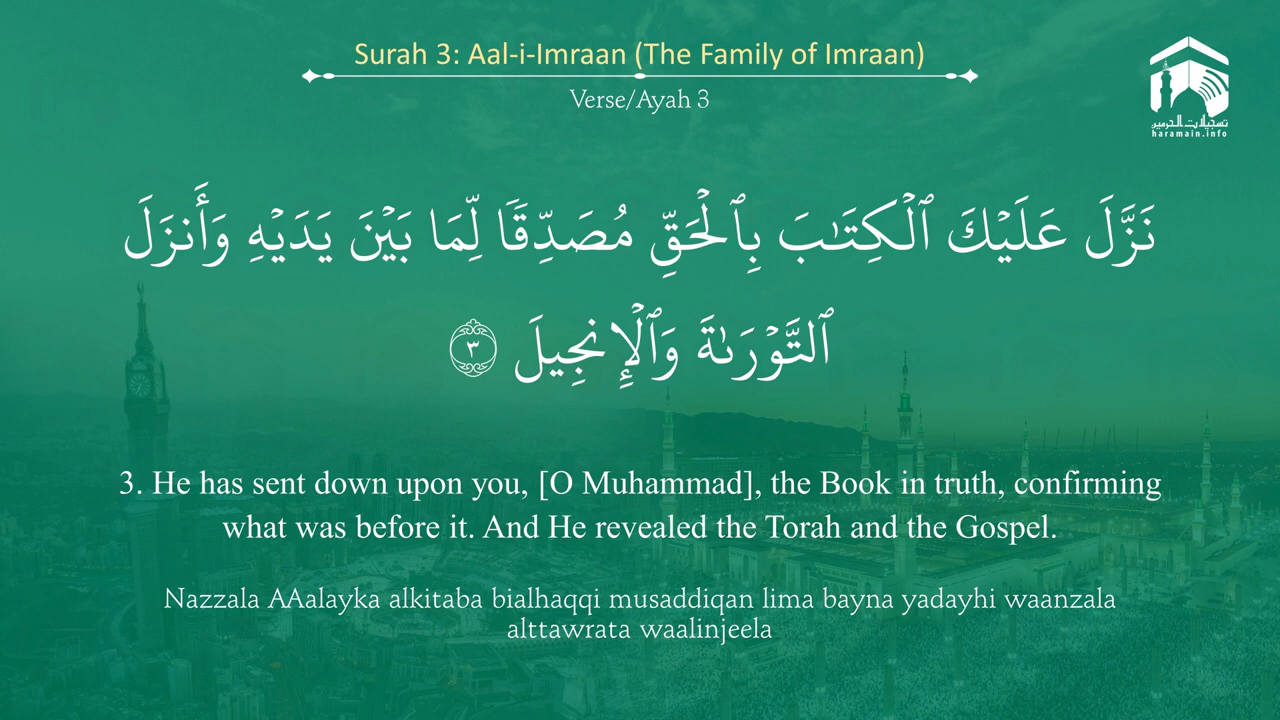 Surah 3: Aal-i-Imraan (The Family of Imraan)
Verse/Ayah 3
تسجيلات الحرمين
haramain.info
نَزَّلَ عَلَيْكَ ٱلْكِتَـٰبَ بِٱلْحَقِّ مُصَدِّقًا لِّمَا بَيْنَ يَدَيْهِ وَأَنزَلَ
ٱلتَّوْرَىٰةَ وَٱلْإِنجِيلَ ٣
3. He has sent down upon you, [O Muhammad], the Book in truth, confirming
what was before it. And He revealed the Torah and the Gospel.
Nazzala AAalayka alkitaba bialhaqqi musaddiqan lima bayna yadayhi waanzala
alttawrata waalinjeela